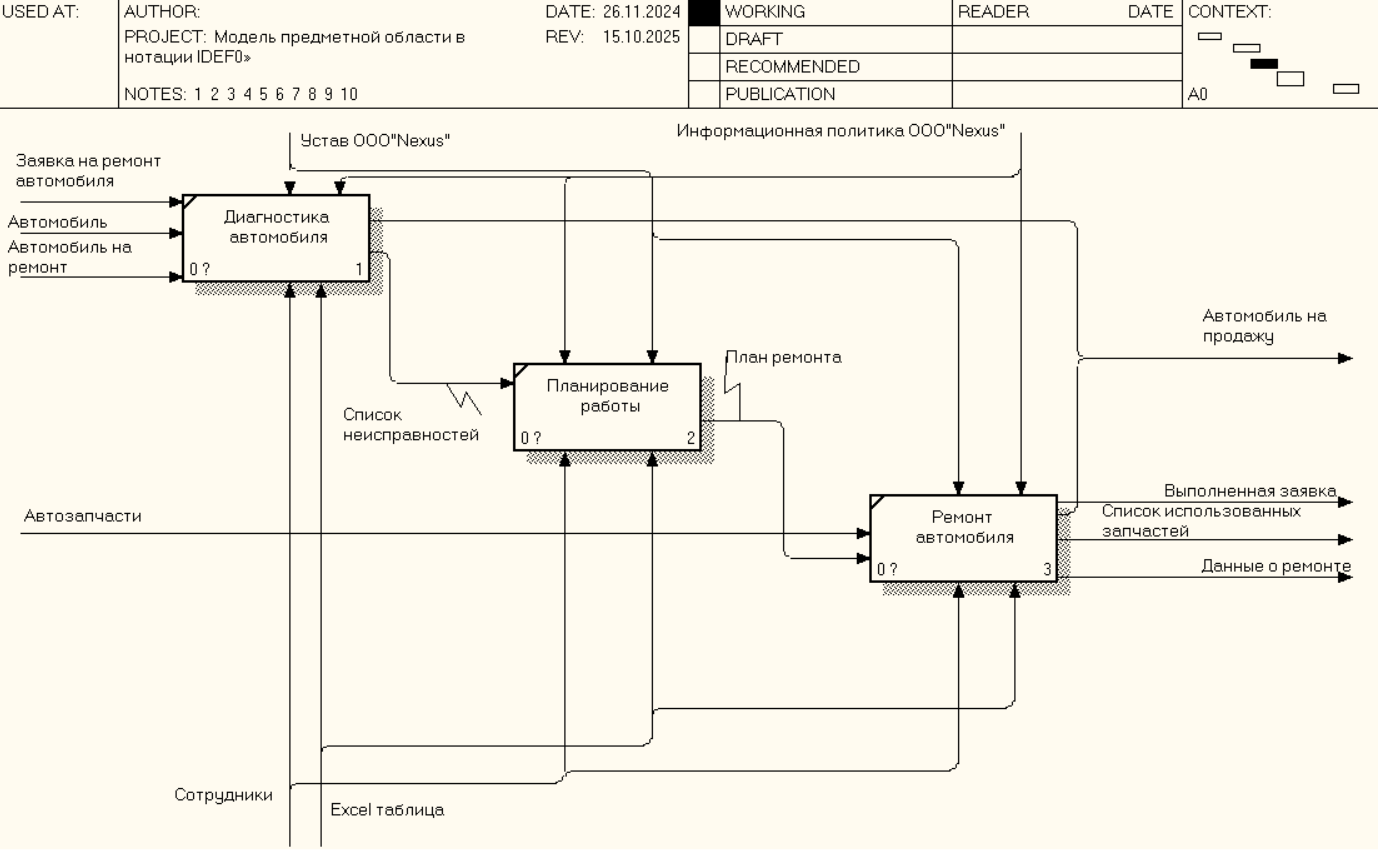 USED AT:
AUTHOR:
DATE: 26.11.2024
PROJECT: Модель предметной области в
нотации IDEF0»
REV: 15.10.2025
NOTES: 1 2 3 4 5 6 7 8 9 10
WORKING
DRAFT
RECOMMENDED
PUBLICATION
READER DATE
CONTEXT:
A0
Устав ООО"Nexus"
Информационная политика ООО"Nexus"
Заявка на ремонт
автомобиля
Автомобиль
Автомобиль на
ремонт
Диагностика
автомобиля
0 ? 1
Автомобиль на
продажу
План ремонта
Планирование
работы
0 ? 2
Список
неисправностей
Автозапчасти
Ремонт
автомобиля
0 ? 3
Выполненная заявка
Список использованных
запчастей
Данные о ремонте
Сотрудники
Excel таблица